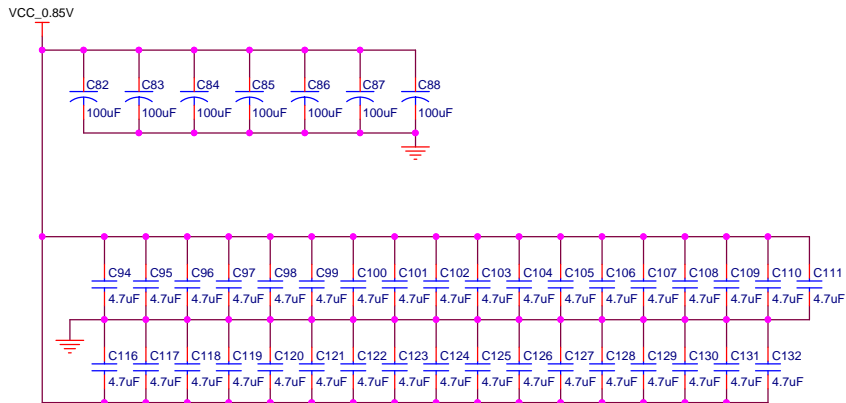 VCC_0.85V
C82 C83 C84 C85 C86 C87 C88
100uF 100uF 100uF 100uF 100uF 100uF 100uF
C94 C95 C96 C97 C98 C99 C100 C101 C102 C103 C104 C105 C106 C107 C108 C109 C110 C111
4.7uF 4.7uF 4.7uF 4.7uF 4.7uF 4.7uF 4.7uF 4.7uF 4.7uF 4.7uF 4.7uF 4.7uF 4.7uF 4.7uF 4.7uF 4.7uF 4.7uF 4.7uF
C116 C117 C118 C119 C120 C121 C122 C123 C124 C125 C126 C127 C128 C129 C130 C131 C132
4.7uF 4.7uF 4.7uF 4.7uF 4.7uF 4.7uF 4.7uF 4.7uF 4.7uF 4.7uF 4.7uF 4.7uF 4.7uF 4.7uF 4.7uF 4.7uF 4.7uF